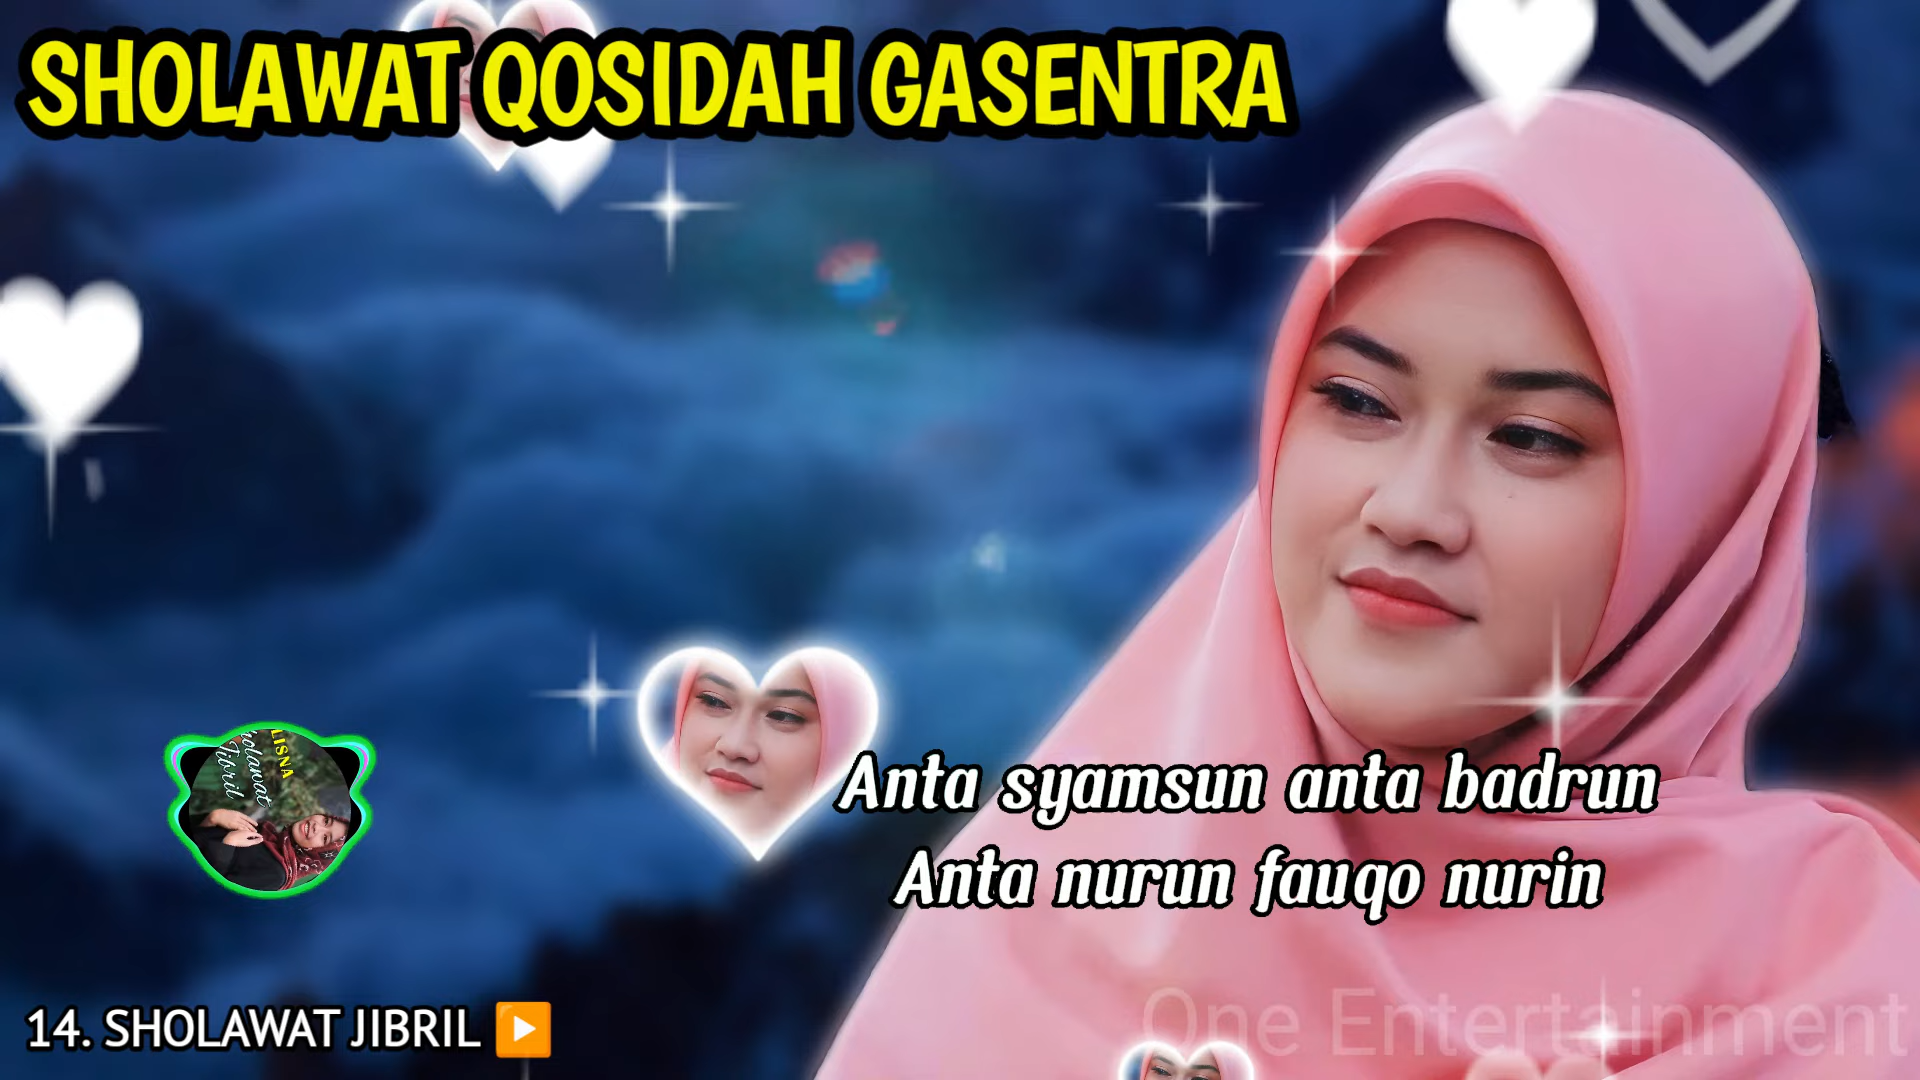 SHOLAWAT QOSIDAH GASENTRA
LISNA
Sholawat
Jibril
Anta syamsun anta badrun
Anta nurun fauqo nurin
14. SHOLAWAT JIBRIL
One Entertainment